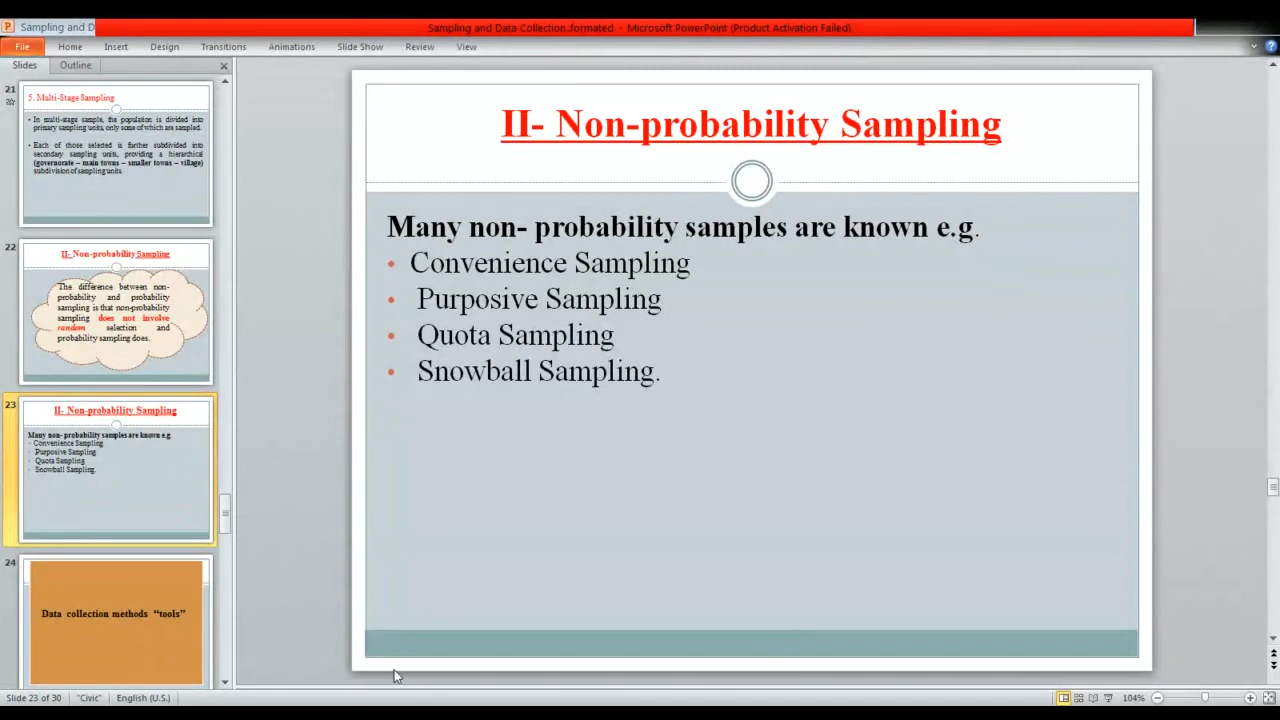 Sampling and D
Sampling and Data Collection..formated - Microsoft PowerPoint (Product Activation Failed)
File Home Insert Design Transitions Animations Slide Show Review View
Slides Outline
21
5. Multi-Stage Sampling
• In multi-stage sample, the population is divided into
primary sampling units, only some of which are sampled.
• Each of those selected is further subdivided into
secondary sampling units, providing a hierarchical
(governorate – main towns – smaller towns – village)
subdivision of sampling units.
22
II- Non-probability Sampling
The difference between non-
probability and probability
sampling is that non-probability
sampling does not involve
random selection and
probability sampling does.
23
II- Non-probability Sampling
Many non- probability samples are known e.g.
Convenience Sampling
Purposive Sampling
Quota Sampling
Snowball Sampling.
24
Data collection methods “tools”
II- Non-probability Sampling
Many non- probability samples are known e.g.
• Convenience Sampling
• Purposive Sampling
• Quota Sampling
• Snowball Sampling.
Slide 23 of 30 "Civic" English (U.S.) 104%